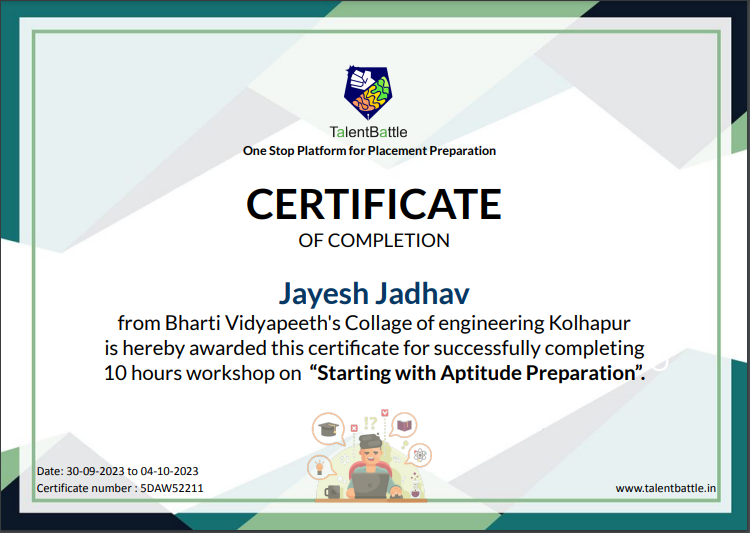 TalentBattle
One Stop Platform for Placement Preparation
CERTIFICATE
OF COMPLETION
Jayesh Jadhav
from Bharti Vidyapeeth's Collage of engineering Kolhapur
is hereby awarded this certificate for successfully completing
10 hours workshop on “Starting with Aptitude Preparation”.
!?
Date: 30-09-2023 to 04-10-2023
Certificate number : 5DAW52211
www.talentbattle.in